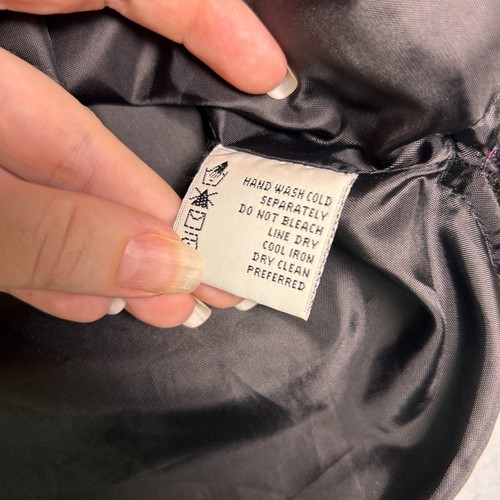 HAND WASH COLD
SEPARATELY
DO NOT BLEACH
LINE DRY
COOL IRON
DRY CLEAN
PREFERRED